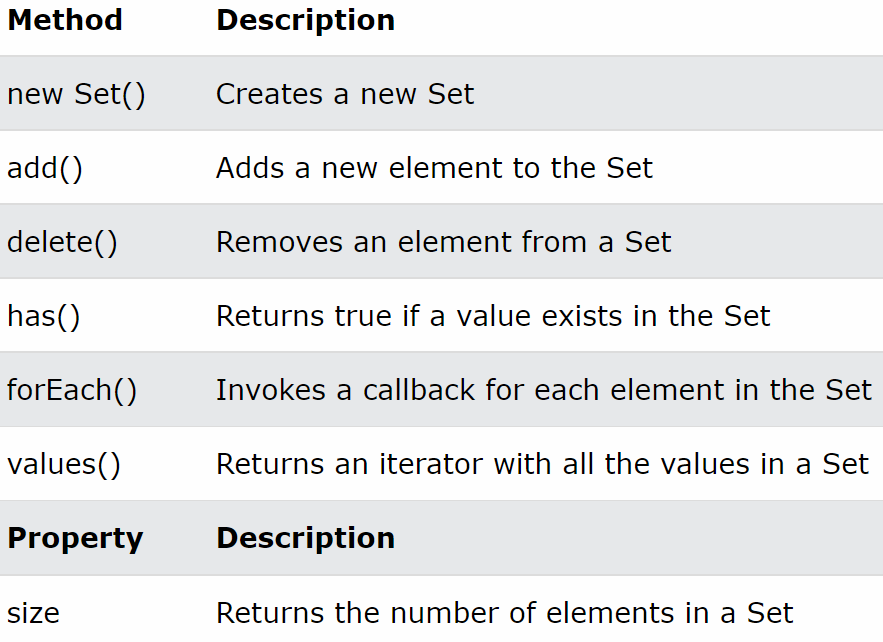 Method Description
new Set() Creates a new Set
add() Adds a new element to the Set
delete() Removes an element from a Set
has() Returns true if a value exists in the Set
forEach() Invokes a callback for each element in the Set
values() Returns an iterator with all the values in a Set
Property Description
size Returns the number of elements in a Set